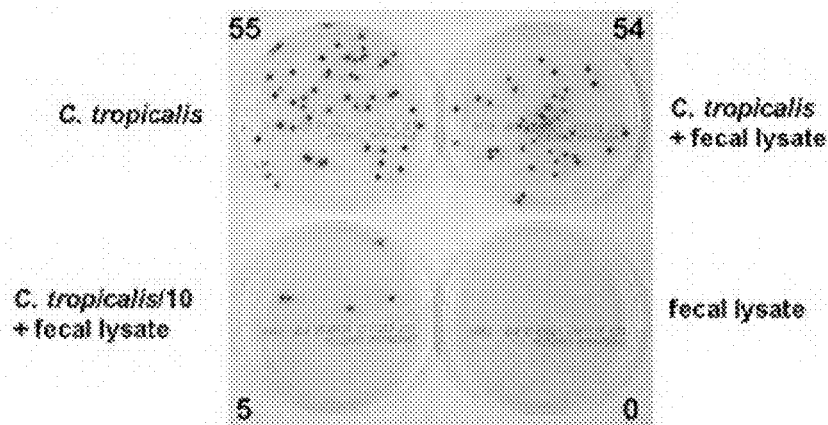 55
54
C. tropicalis
C. tropicalis
+ fecal lysate
C. tropicalis/10
+ fecal lysate
fecal lysate
5
0